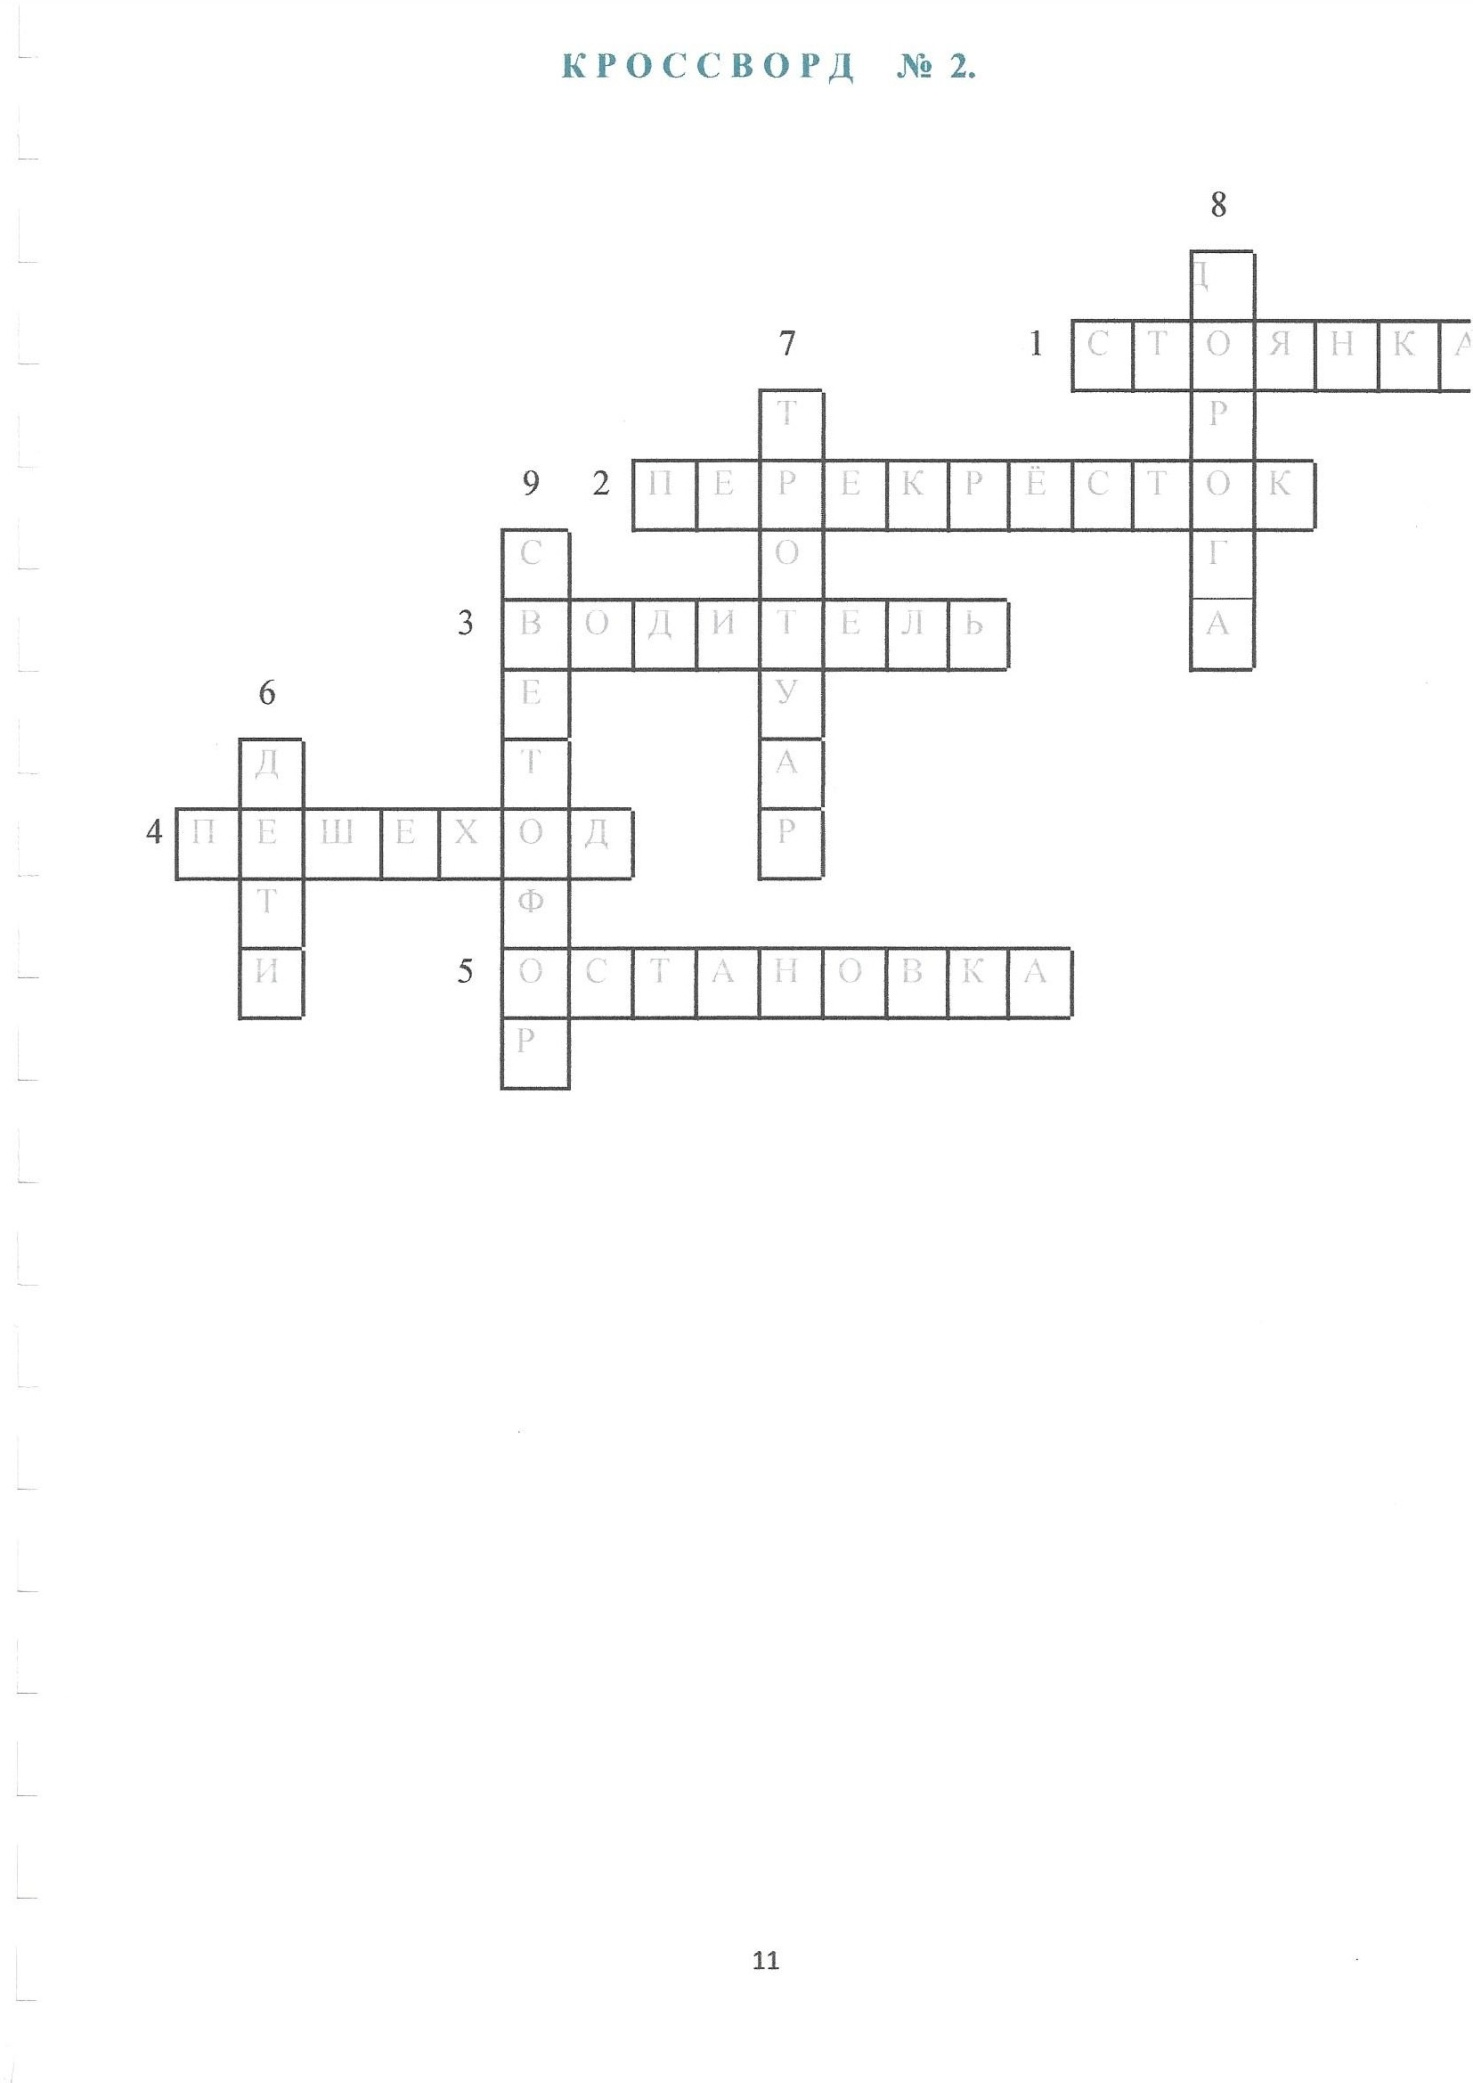 КРОССВОРД № 2.
8
Д
7 1 С Т О Я Н К А
Т Р
9 2 П Е Р Е К Р Ё С Т О К
С О Г
3 В О Д И Т Е Л Ь А
6 Е У
Д Т А
4 П Е Ш Е Х О Д Р
Т Ф
И 5 О С Т А Н О В К А
Р
11